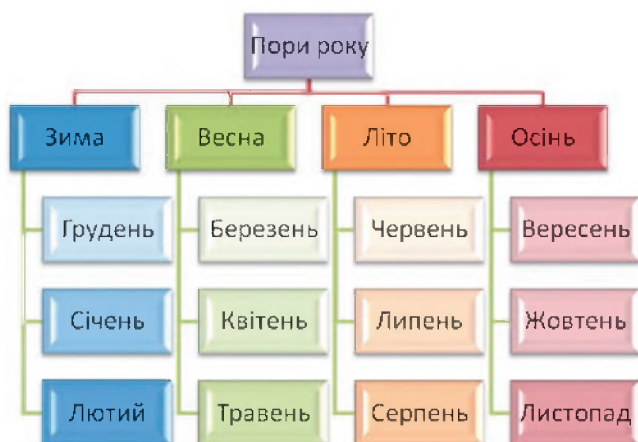 Пори року
Зима
Весна
Літо
Осінь
Грудень
Березень
Червень
Вересень
Січень
Квітень
Липень
Жовтень
Лютий
Травень
Серпень
Листопад